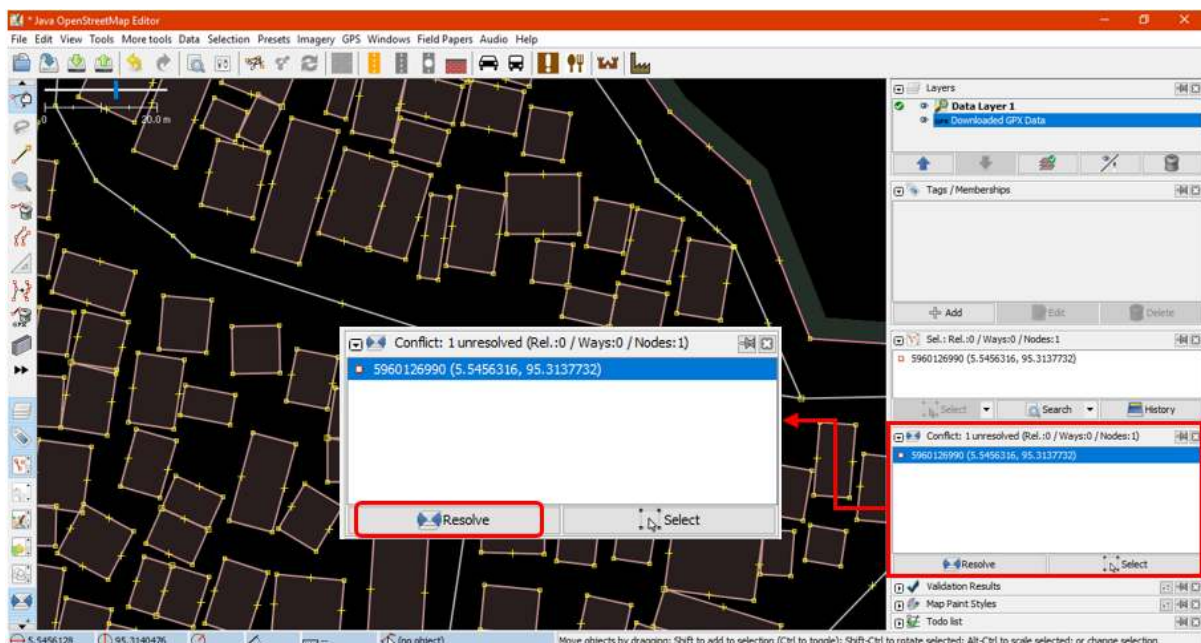 * Java OpenStreetMap Editor
File Edit View Tools More tools Data Selection Presets Imagery GPS Windows Field Papers Audio Help
0 20.0 m
Layers
Data Layer 1
Downloaded GPX Data
Tags / Memberships
Add Edit Delete
Sel.: Rel.:0 / Ways:0 / Nodes:1
5960126990 (5.5456316, 95.3137732)
Select Search History
Conflict: 1 unresolved (Rel.:0 / Ways:0 / Nodes:1)
5960126990 (5.5456316, 95.3137732)
Resolve Select
Conflict: 1 unresolved (Rel.:0 / Ways:0 / Nodes:1)
5960126990 (5.5456316, 95.3137732)
Resolve Select
Validation Results
Map Paint Styles
Todo list
5.5456128 95.3140476 (no object) Move objects by dragging; Shift to add to selection (Ctrl to toggle); Shift-Ctrl to rotate selected; Alt-Ctrl to scale selected; or change selection